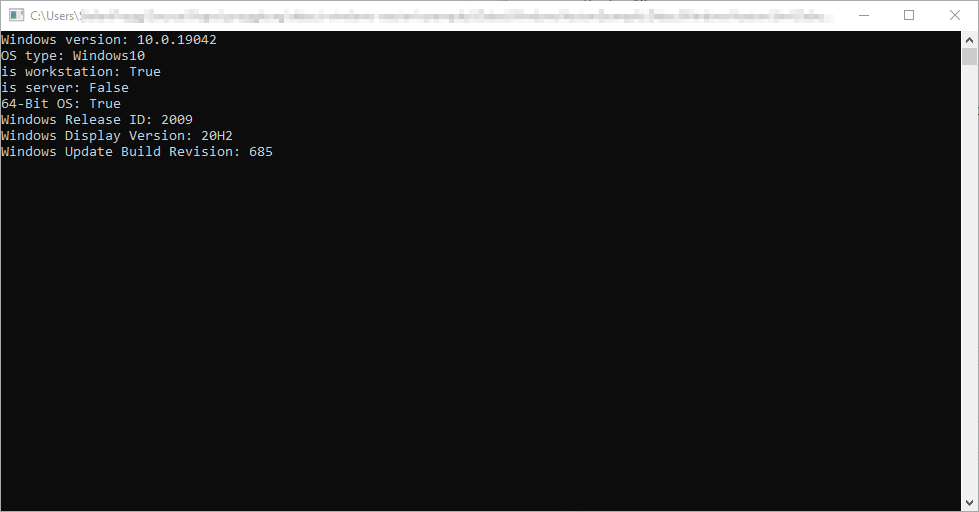 C:\Users\
Windows version: 10.0.19042
OS type: Windows10
is workstation: True
is server: False
64-Bit OS: True
Windows Release ID: 2009
Windows Display Version: 20H2
Windows Update Build Revision: 685